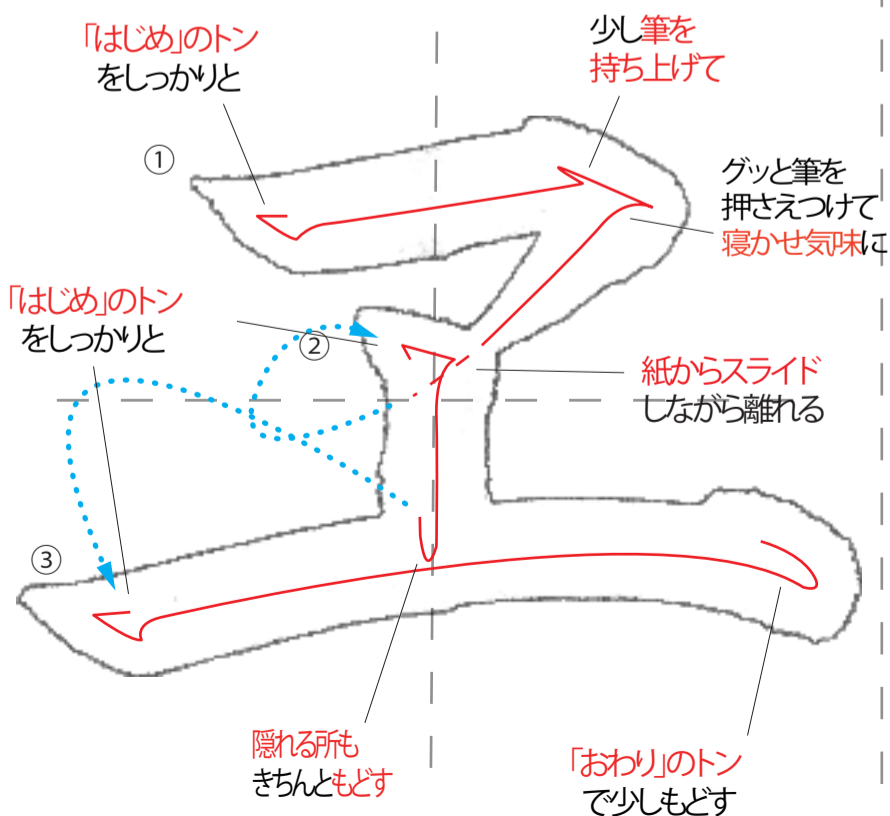 「はじめ」のトン
をしっかりと
少し筆を
持ち上げて
①
グッと筆を
押さえつけて
寝かせ気味に
「はじめ」のトン
をしっかりと
②
紙からスライド
しながら離れる
③
隠れる所も
きちんともどす
「おわり」のトン
で少しもどす